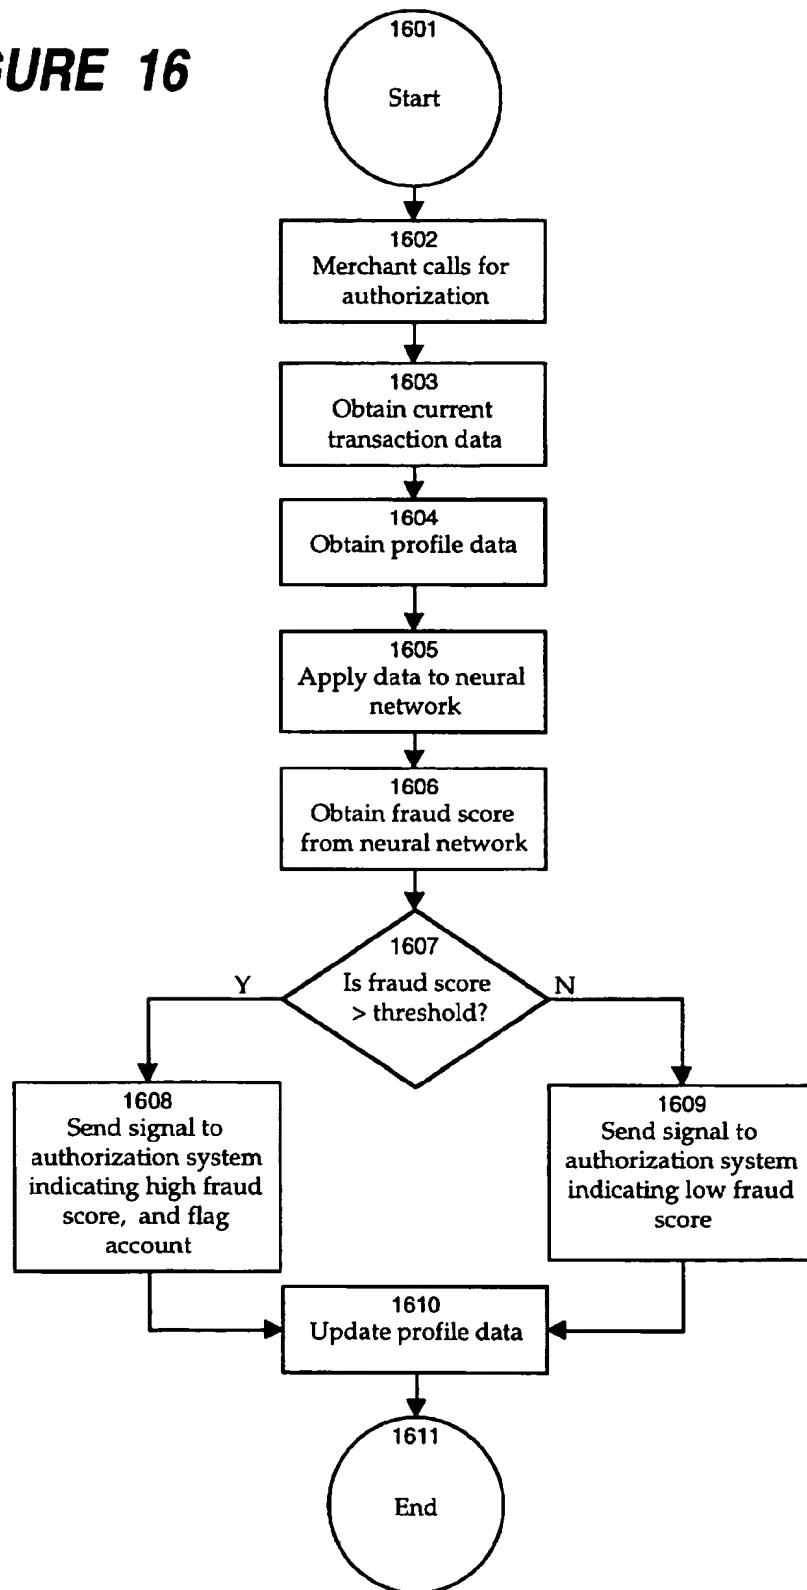 GURE 16
1601
Start
1602
Merchant calls for
authorization
1603
Obtain current
transaction data
1604
Obtain profile data
1605
Apply data to neural
network
1606
Obtain fraud score
from neural network
1607
Is fraud score
> threshold?
Y
N
1608
Send signal to
authorization system
indicating high fraud
score, and flag
account
1609
Send signal to
authorization system
indicating low fraud
score
1610
Update profile data
1611
End